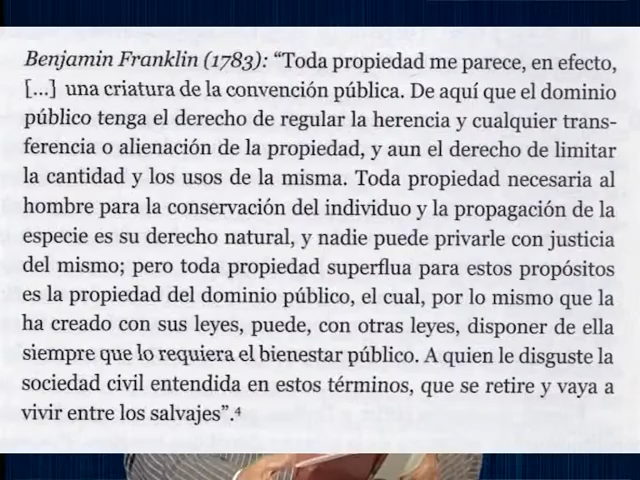 Benjamin Franklin (1783): “Toda propiedad me parece, en efecto,
[...] una criatura de la convención pública. De aquí que el dominio
público tenga el derecho de regular la herencia y cualquier trans-
ferencia o alienación de la propiedad, y aun el derecho de limitar
la cantidad y los usos de la misma. Toda propiedad necesaria al
hombre para la conservación del individuo y la propagación de la
especie es su derecho natural, y nadie puede privarle con justicia
del mismo; pero toda propiedad superflua para estos propósitos
es la propiedad del dominio público, el cual, por lo mismo que la
ha creado con sus leyes, puede, con otras leyes, disponer de ella
siempre que lo requiera el bienestar público. A quien le disguste la
sociedad civil entendida en estos términos, que se retire y vaya a
vivir entre los salvajes”.⁴